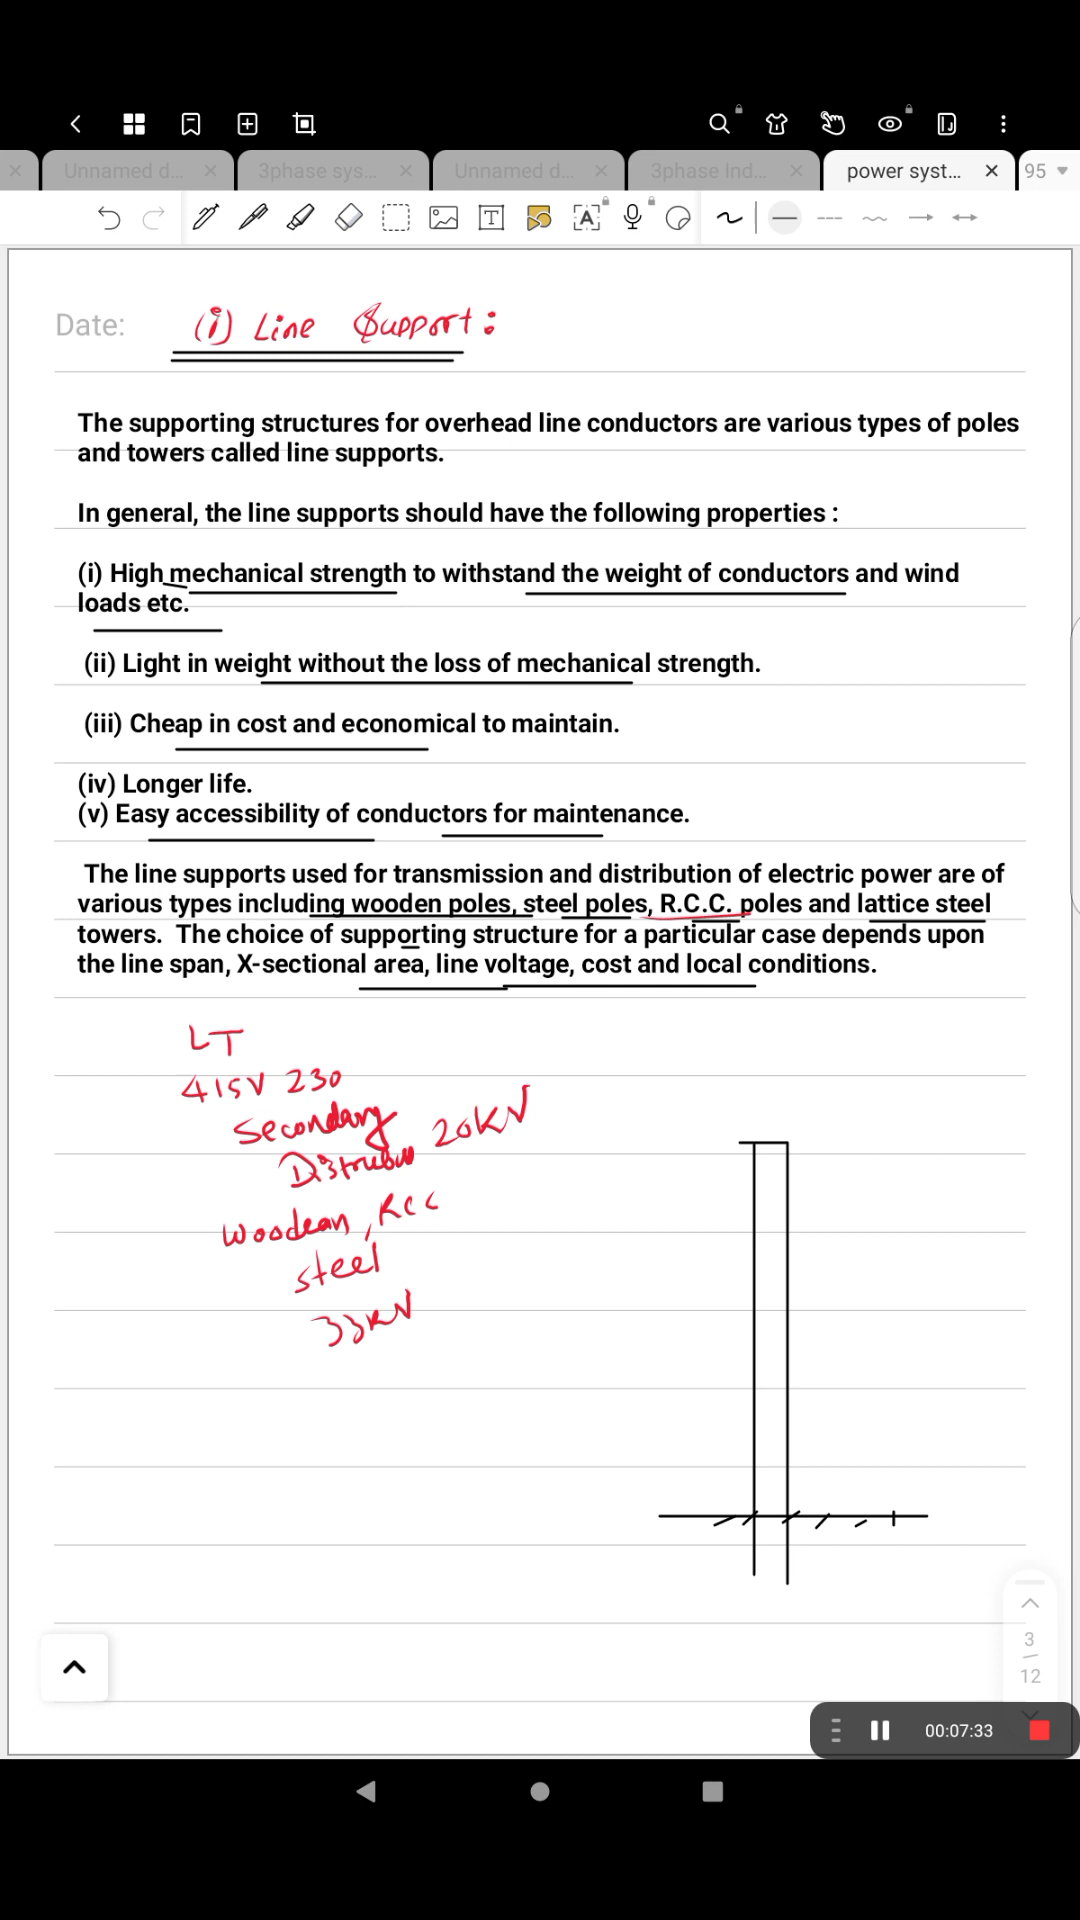 Unnamed d...
3phase sys...
Unnamed d...
3phase Ind...
power syst...
95
Date:
(i) Line Support:
The supporting structures for overhead line conductors are various types of poles
and towers called line supports.
In general, the line supports should have the following properties :
(i) High mechanical strength to withstand the weight of conductors and wind
loads etc.
(ii) Light in weight without the loss of mechanical strength.
(iii) Cheap in cost and economical to maintain.
(iv) Longer life.
(v) Easy accessibility of conductors for maintenance.
The line supports used for transmission and distribution of electric power are of
various types including wooden poles, steel poles, R.C.C. poles and lattice steel
towers. The choice of supporting structure for a particular case depends upon
the line span, X-sectional area, line voltage, cost and local conditions.
LT
415V 230
Secondary
20KV
Woodean, RCC
steel
33KV
3
12
00:07:33